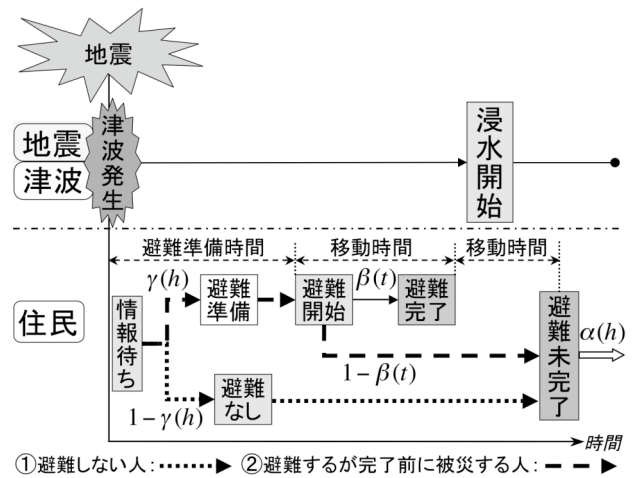 地震
津波発生
地震
津波
浸水開始
避難準備時間
移動時間
移動時間
住民
情報待ち
γ(h)
避難準備
避難開始
β(t)
避難完了
1−β(t)
避難未完了
α(h)
1−γ(h)
避難なし
時間
①避難しない人: ②避難するが完了前に被災する人: